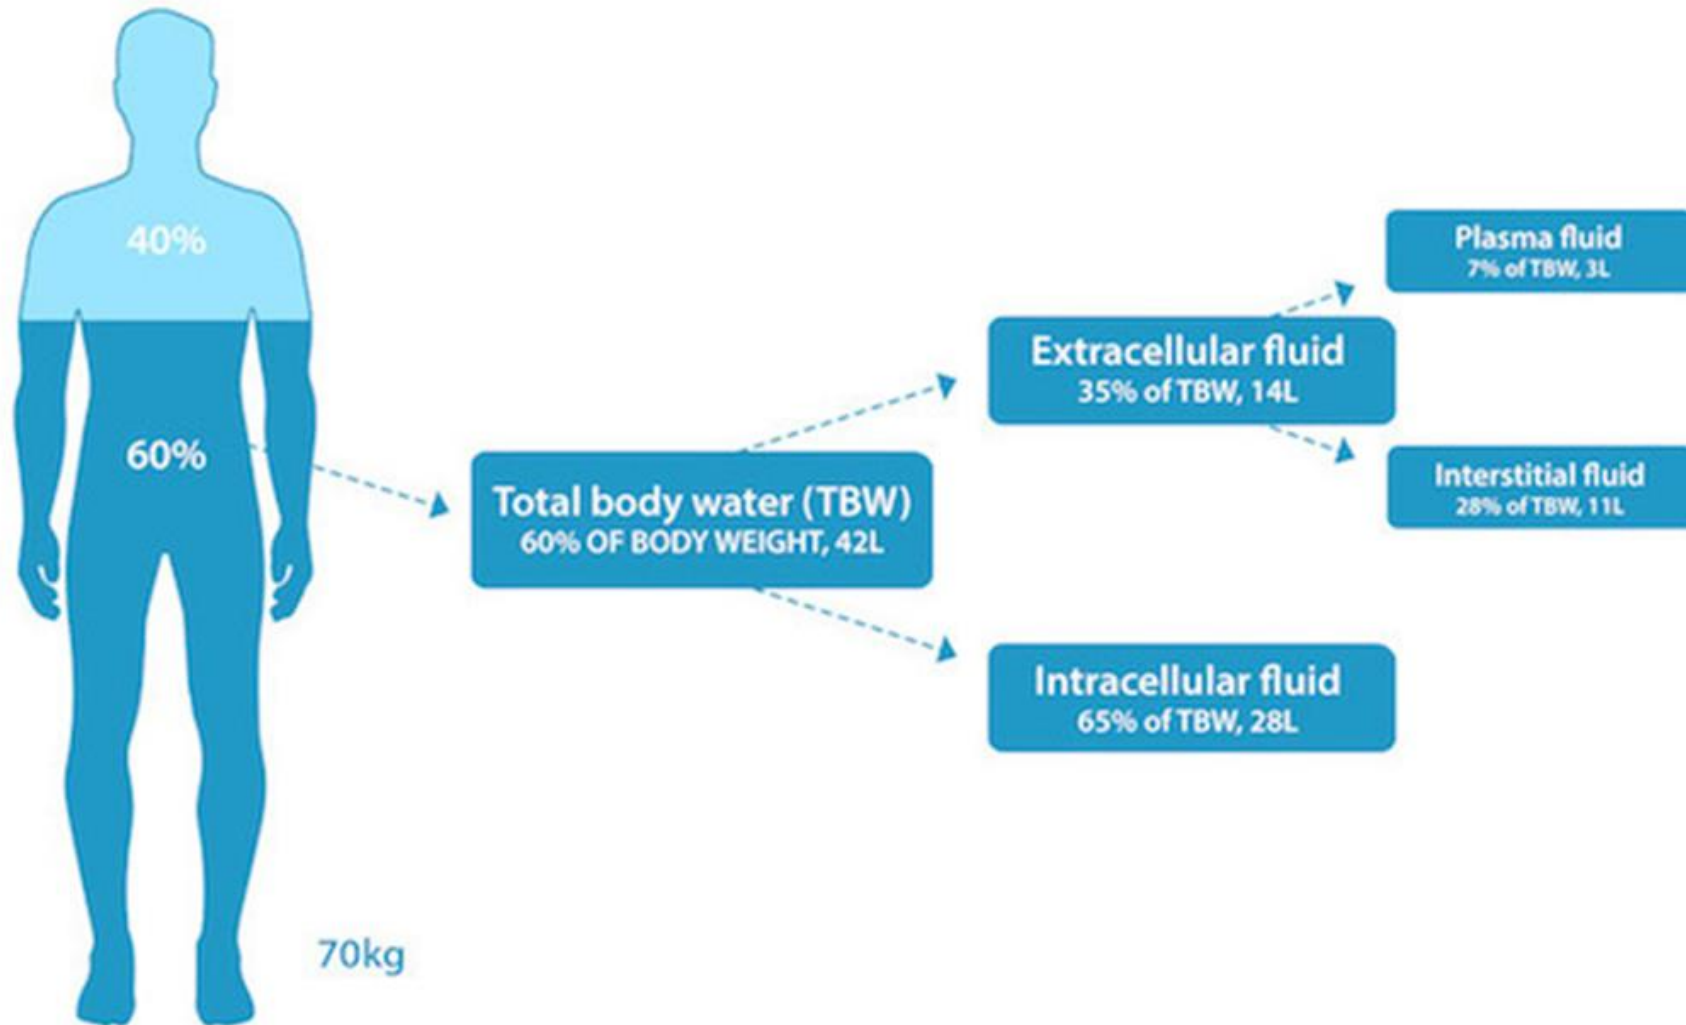 40%
60%
70kg
Total body water (TBW)
60% OF BODY WEIGHT, 42L
Extracellular fluid
35% of TBW, 14L
Plasma fluid
7% of TBW, 3L
Interstitial fluid
28% of TBW, 11L
Intracellular fluid
65% of TBW, 28L